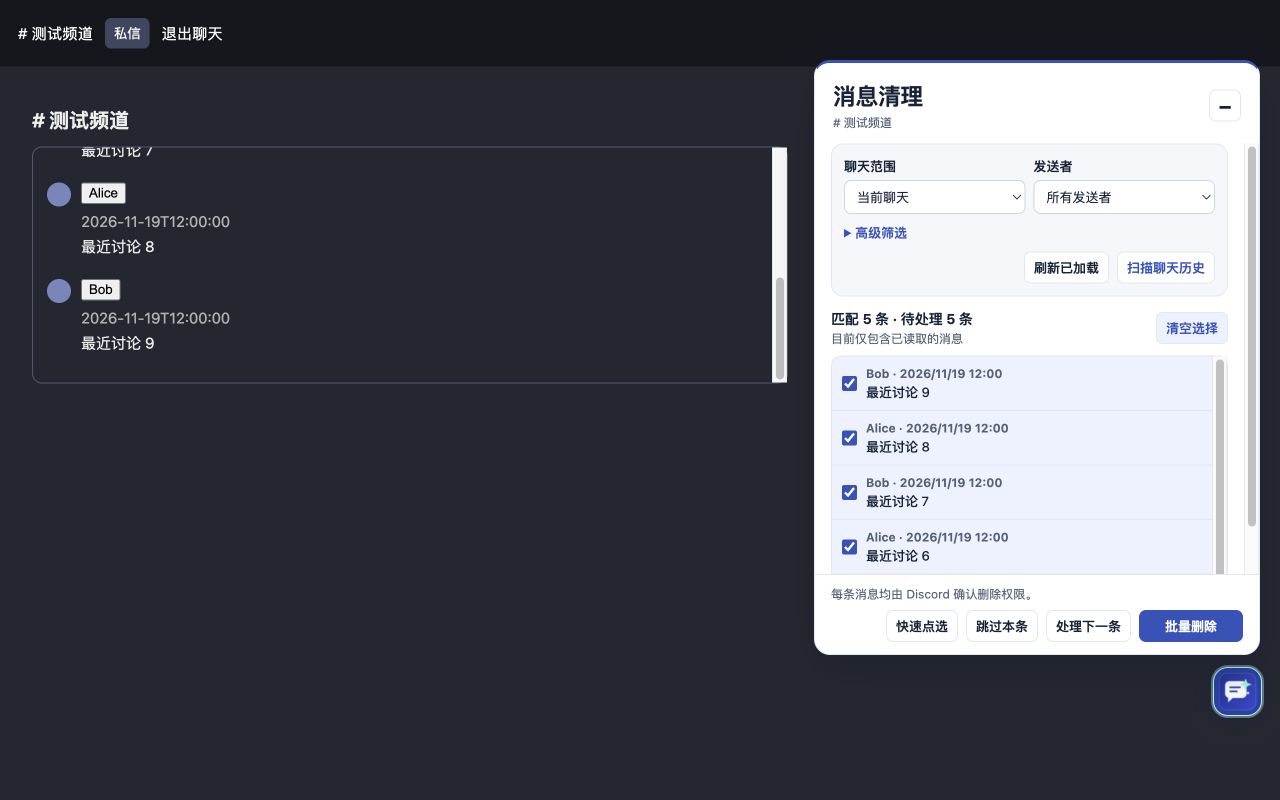 # 测试频道 私信 退出聊天
# 测试频道
最近讨论 7
Alice
2026-11-19T12:00:00
最近讨论 8
Bob
2026-11-19T12:00:00
最近讨论 9
消息清理
# 测试频道
聊天范围 发送者
当前聊天 所有发送者
高级筛选
刷新已加载 扫描聊天历史
匹配 5 条 · 待处理 5 条
目前仅包含已读取的消息
清空选择
Bob · 2026/11/19 12:00
最近讨论 9
Alice · 2026/11/19 12:00
最近讨论 8
Bob · 2026/11/19 12:00
最近讨论 7
Alice · 2026/11/19 12:00
最近讨论 6
每条消息均由 Discord 确认删除权限。
快速点选 跳过本条 处理下一条 批量删除